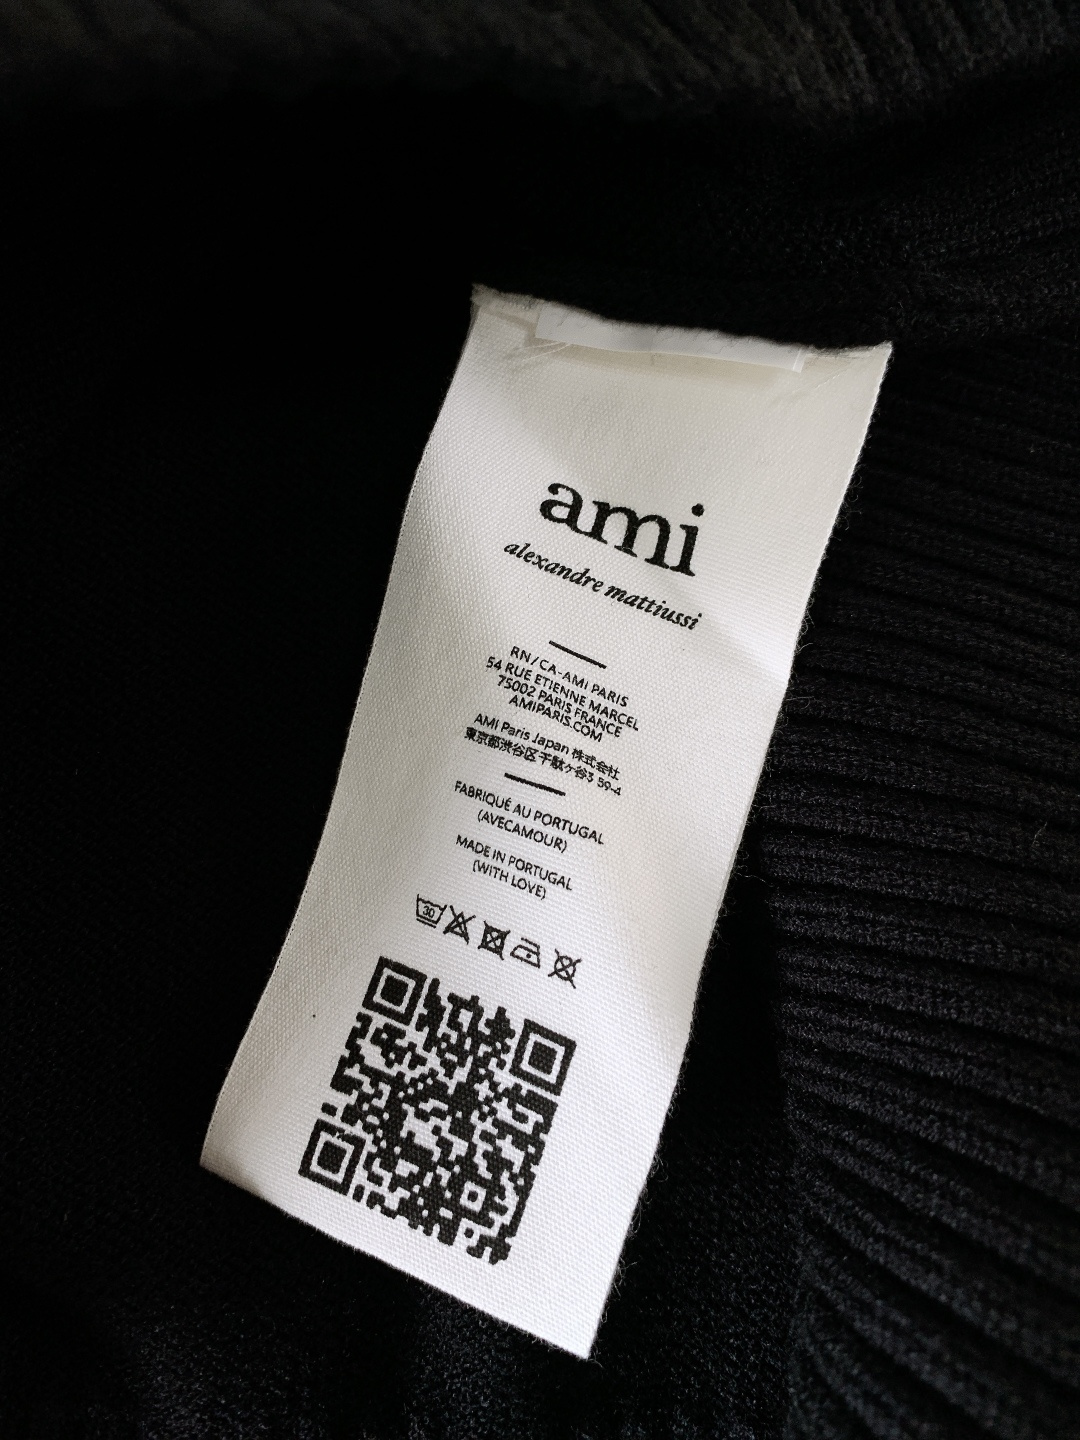 ami
alexandre mattiussi
RN/CA-AMI PARIS
54 RUE ETIENNE MARCEL
75002 PARIS FRANCE
AMIPARIS.COM
AMI Paris Japan 株式会社
東京都渋谷区千駄ヶ谷3 59-4
FABRIQUÉ AU PORTUGAL
(AVECAMOUR)
MADE IN PORTUGAL
(WITH LOVE)
30